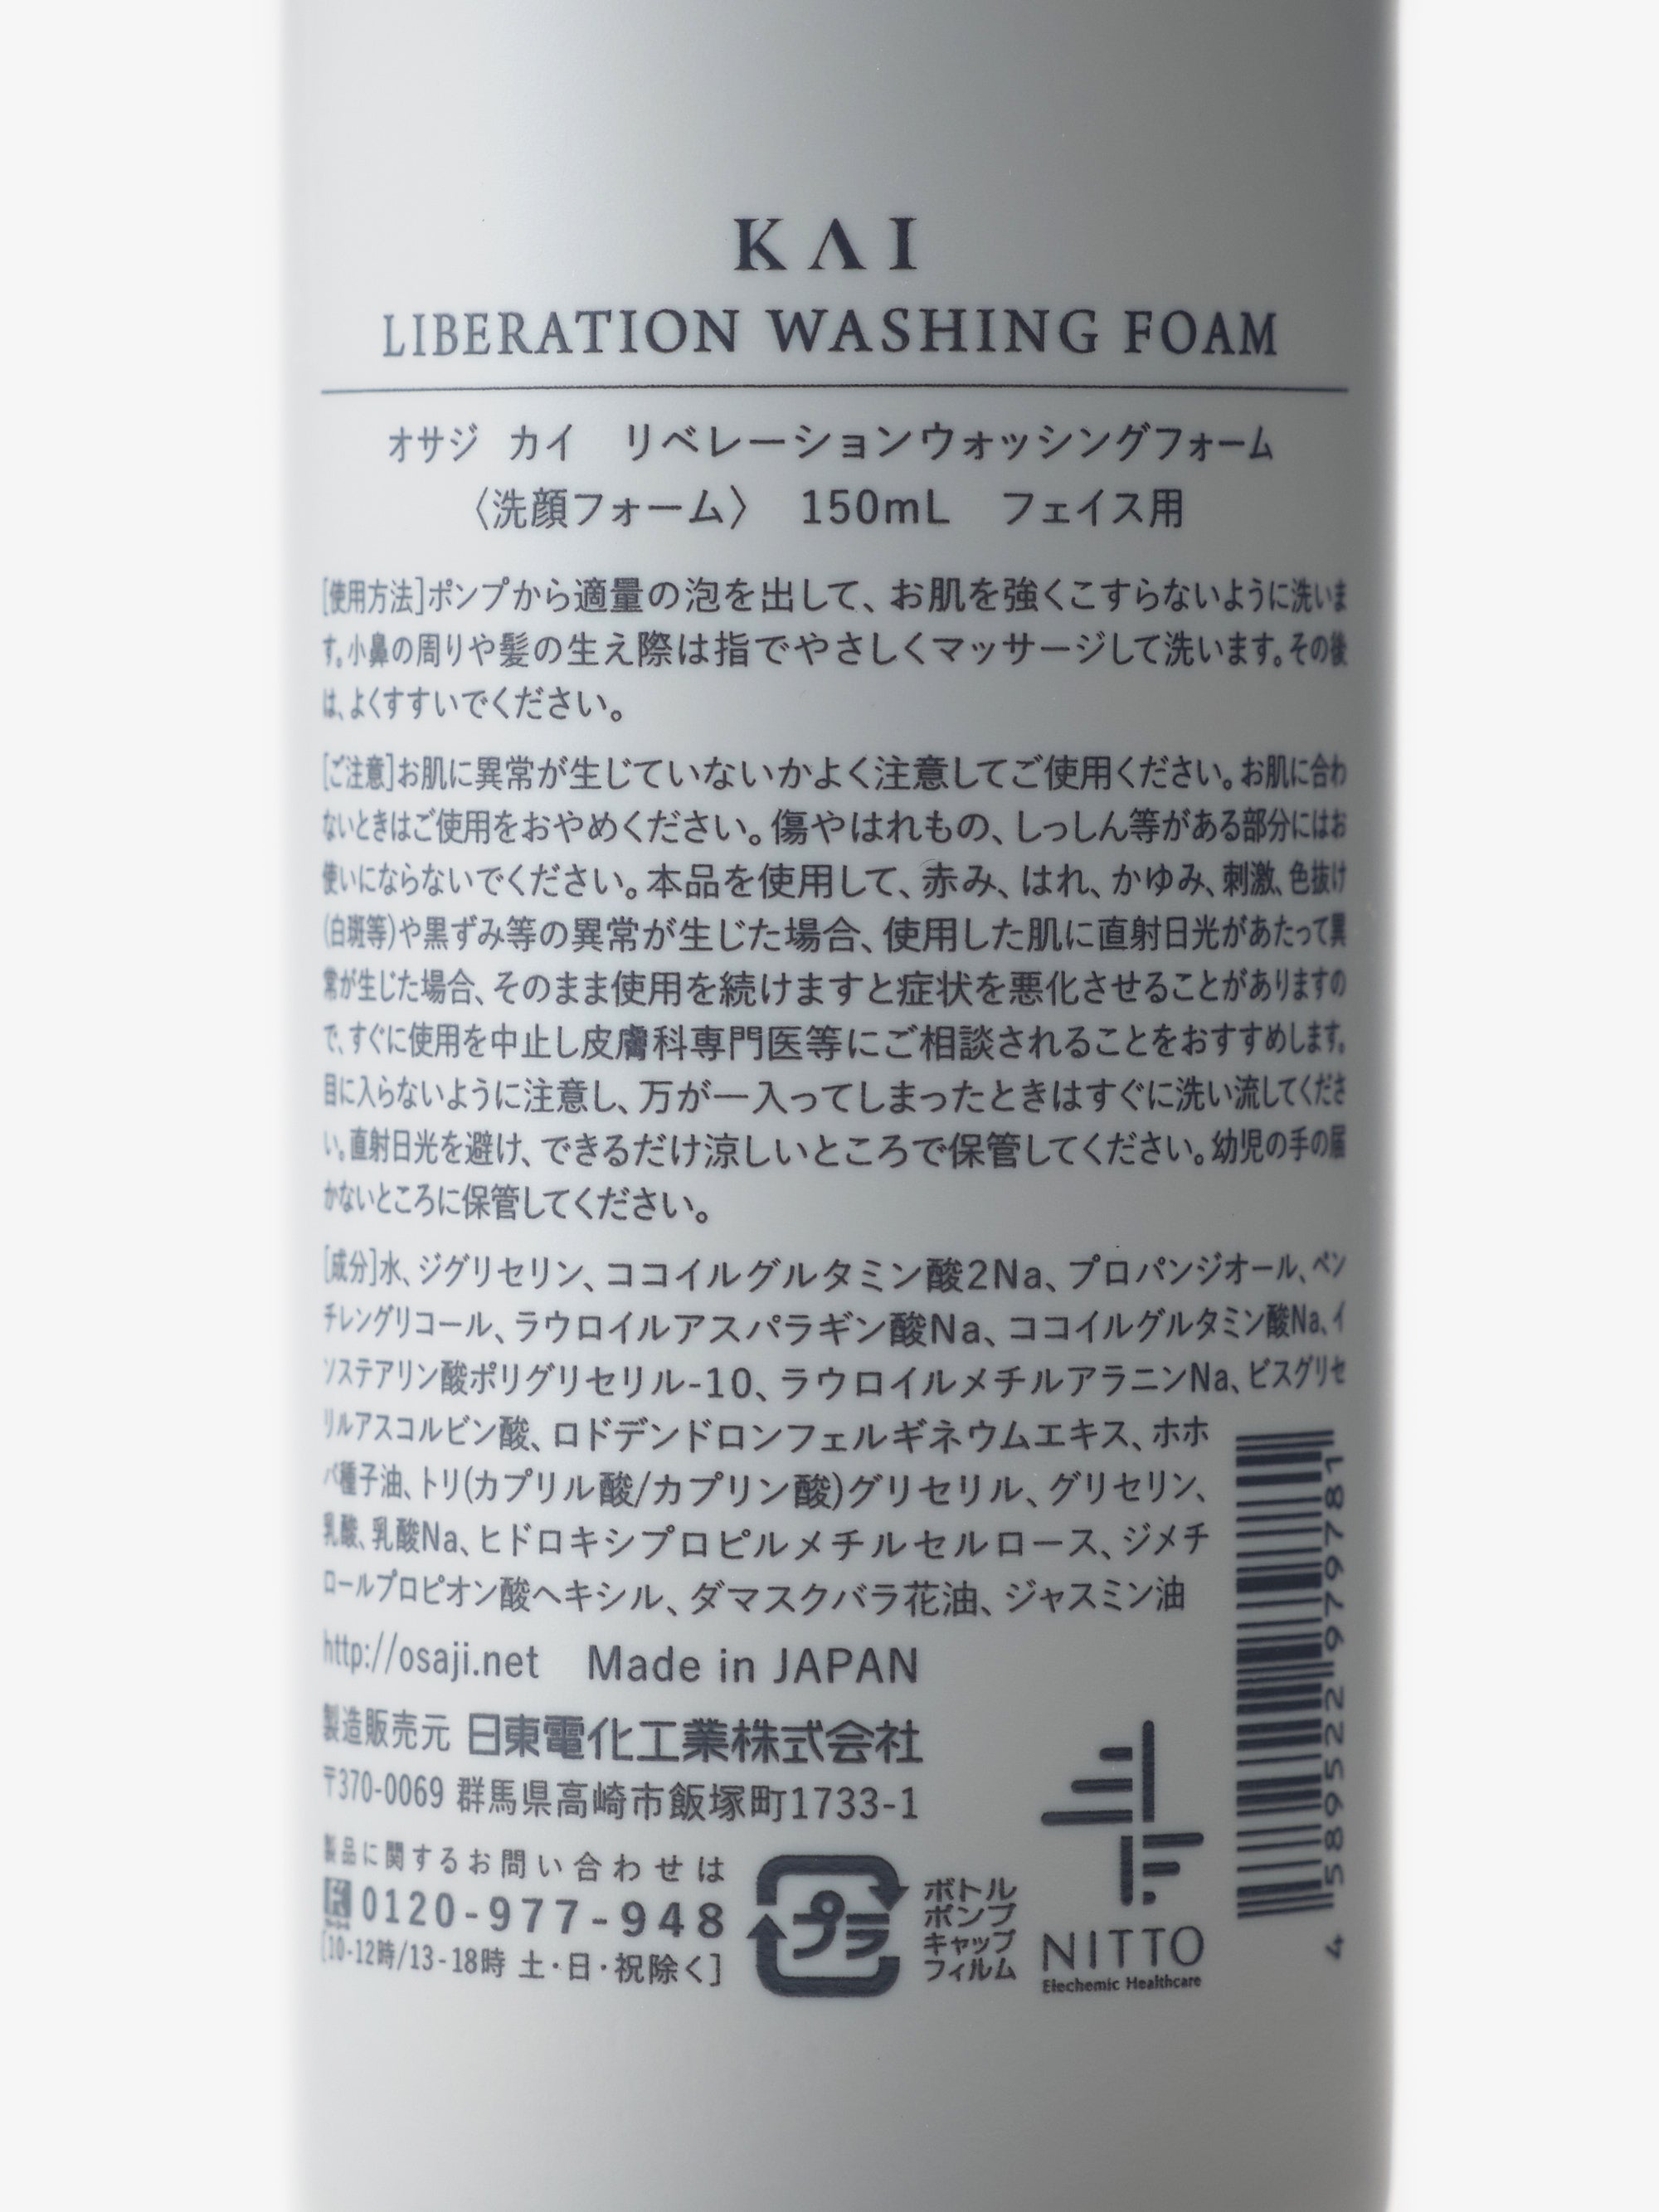 KAI
LIBERATION WASHING FOAM
オサジ カイ リベレーションウォッシングフォーム
〈洗顔フォーム〉 150mL フェイス用
[使用方法]ポンプから適量の泡を出して、お肌を強くこすらないように洗いま
す。小鼻の周りや髪の生え際は指でやさしくマッサージして洗います。その後
は、よくすすいでください。
[ご注意]お肌に異常が生じていないかよく注意してご使用ください。お肌に合わ
ないときはご使用をおやめください。傷やはれもの、しっしん等がある部分にはお
使いにならないでください。本品を使用して、赤み、はれ、かゆみ、刺激、色抜け
(白斑等)や黒ずみ等の異常が生じた場合、使用した肌に直射日光があたって異
常が生じた場合、そのまま使用を続けますと症状を悪化させることがありますの
で、すぐに使用を中止し皮膚科専門医等にご相談されることをおすすめします。
目に入らないように注意し、万が一入ってしまったときはすぐに洗い流してくださ
い。直射日光を避け、できるだけ涼しいところで保管してください。幼児の手の届
かないところに保管してください。
[成分]水、ジグリセリン、ココイルグルタミン酸2Na、プロパンジオール、ペン
チレングリコール、ラウロイルアスパラギン酸Na、ココイルグルタミン酸Na、イ
ソステアリン酸ポリグリセリル-10、ラウロイルメチルアラニンNa、ビスグリセ
リルアスコルビン酸、ロドデンドロンフェルギネウムエキス、ホホ
バ種子油、トリ(カプリル酸/カプリン酸)グリセリル、グリセリン、
乳酸、乳酸Na、ヒドロキシプロピルメチルセルロース、ジメチ
ロールプロピオン酸ヘキシル、ダマスクバラ花油、ジャスミン油
http://osaji.net Made in JAPAN
製造販売元 日東電化工業株式会社
〒370-0069 群馬県高崎市飯塚町1733-1
製品に関するお問い合わせは
0120-977-948
[10-12時/13-18時 土・日・祝除く]
プラ
ボトル
ポンプ
キャップ
フィルム
NITTO
Elechemic Healthcare
4 589522 979781